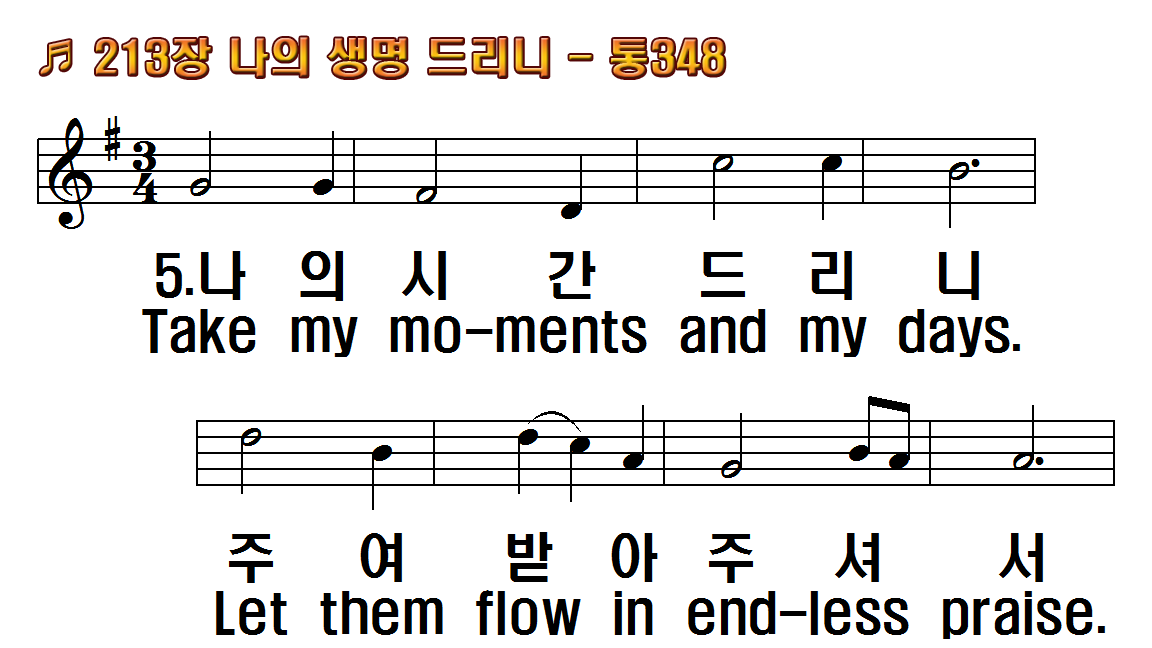 ♬ 213장 나의 생명 드리니 - 통348
5.나 의 시 간 드 리 니
Take my mo-ments and my days.
주 여 받 아 주 셔 서
Let them flow in end-less praise.